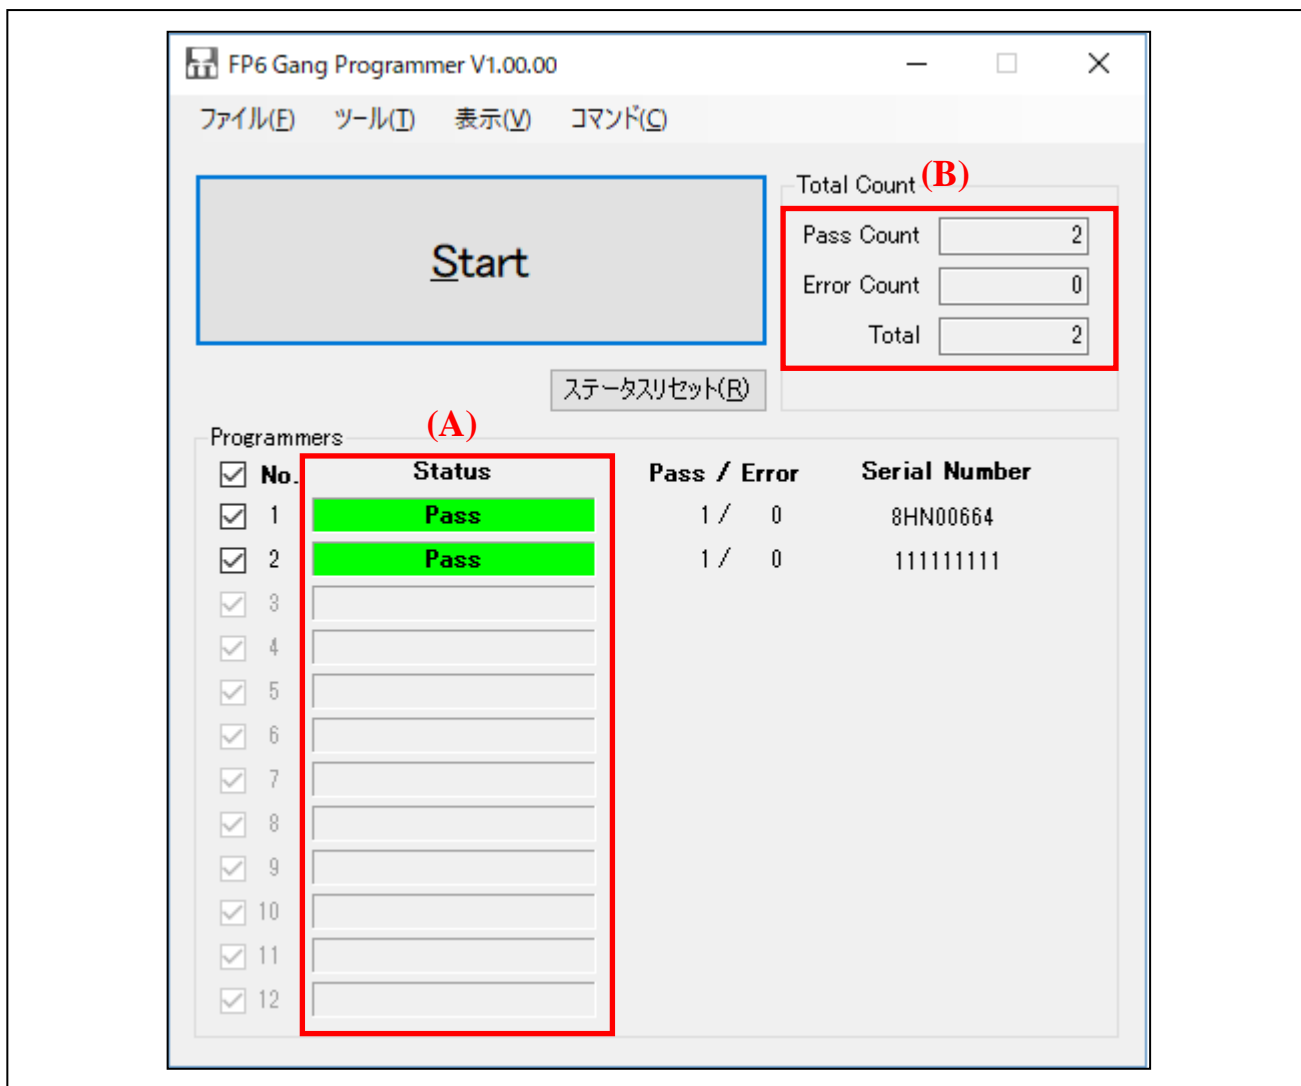 FP6 Gang Programmer V1.00.00
ファイル(F) ツール(T) 表示(V) コマンド(C)
Start
Total Count (B)
Pass Count 2
Error Count 0
Total 2
ステータスリセット(R)
(A)
Programmers
No. Status Pass / Error Serial Number
1 Pass 1 / 0 8HN00664
2 Pass 1 / 0 111111111
3
4
5
6
7
8
9
10
11
12